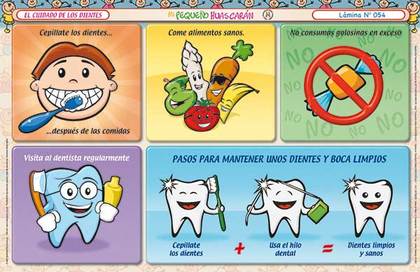 EL CUIDADO DE LOS DIENTES
Mi PEQUEÑO HUASCARÁN
Lámina N° 054
Cepíllate los dientes...
...después de las comidas
Come alimentos sanos.
No consumas golosinas en exceso
NO NO NO
NO NO
NO NO
NO NO NO
Visita al dentista regularmente
PASOS PARA MANTENER UNOS DIENTES Y BOCA LIMPIOS
Cepíllate
los dientes
+
Usa el hilo
dental
=
Dientes limpios
y sanos